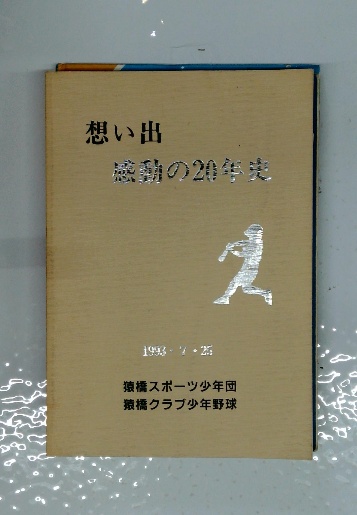 想い出
感動の20年史
1993・7・25
猿橋スポーツ少年団
猿橋クラブ少年野球